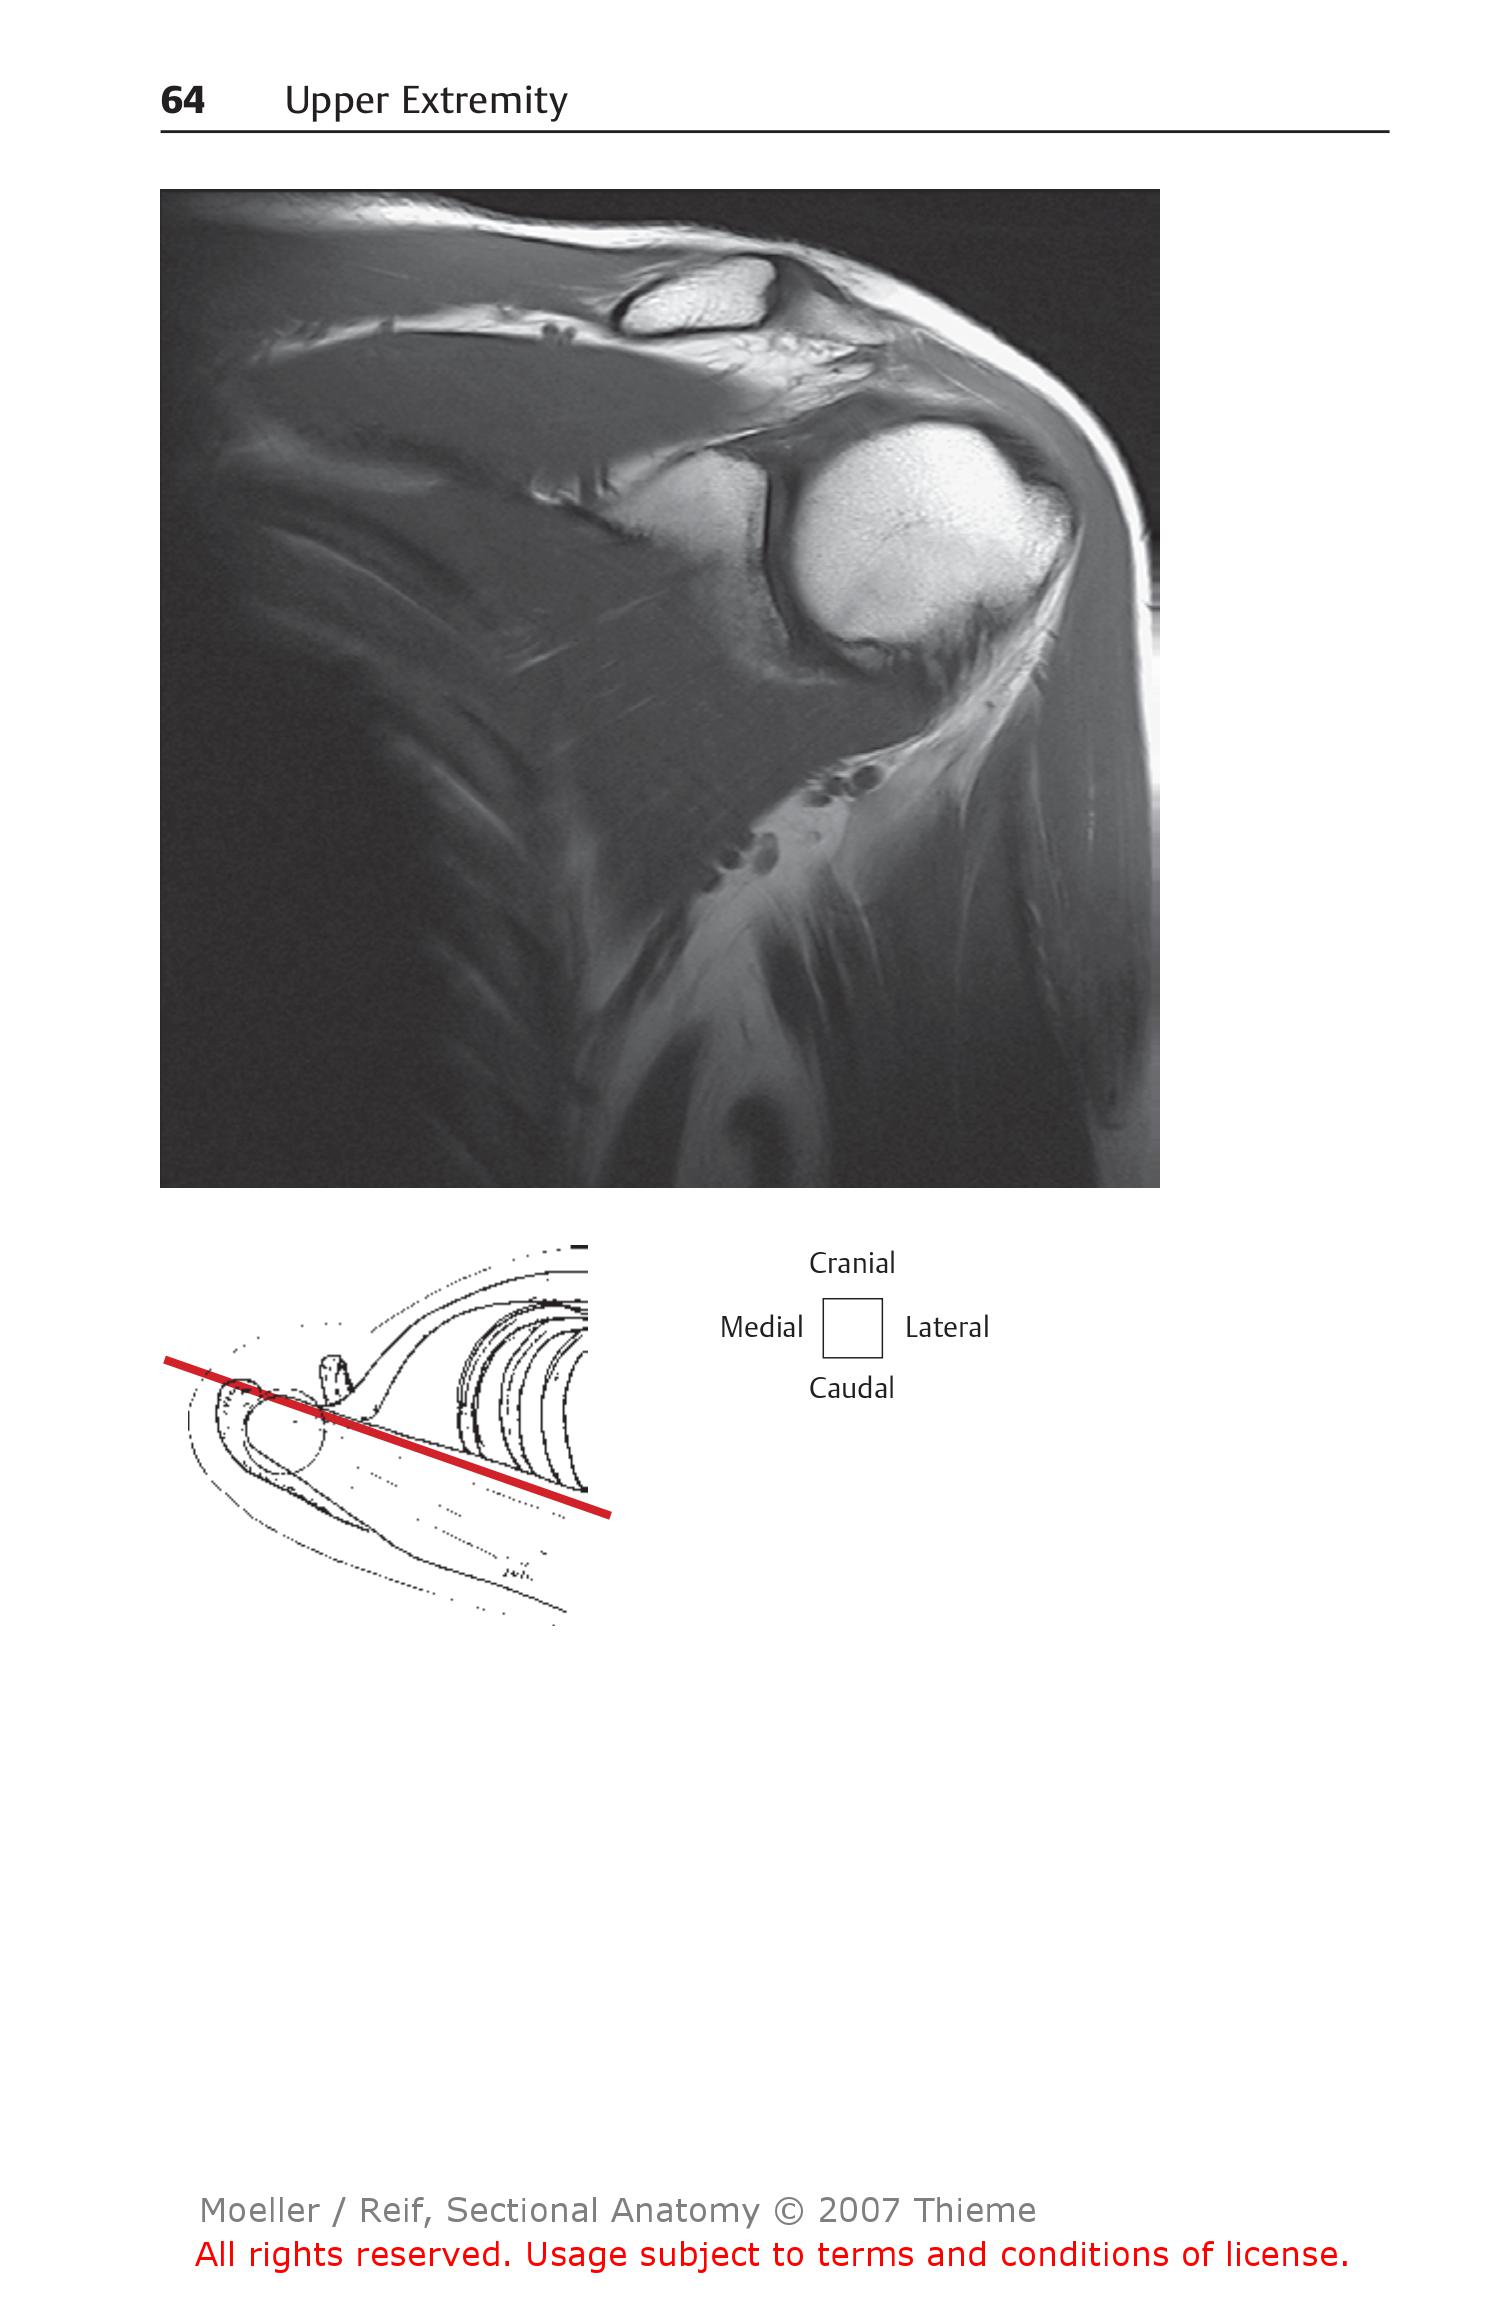 64 Upper Extremity
Cranial
Medial Lateral
Caudal
Moeller / Reif, Sectional Anatomy © 2007 Thieme
All rights reserved. Usage subject to terms and conditions of license.